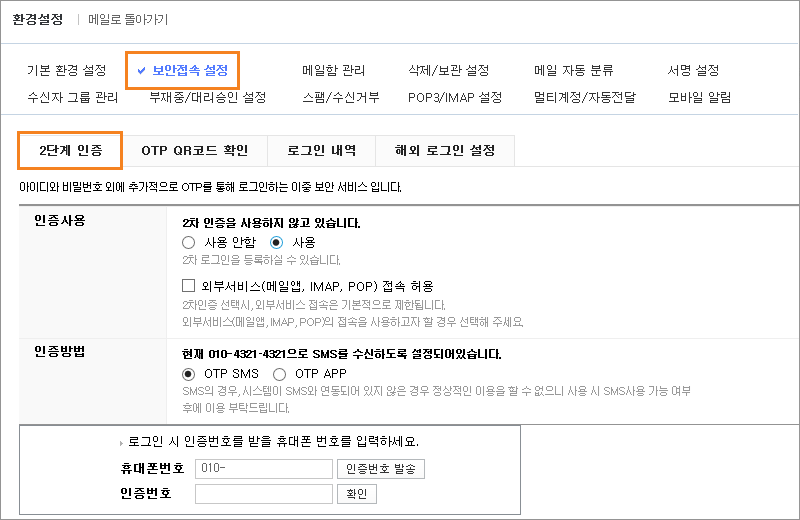 환경설정 | 메일로 돌아가기
기본 환경 설정 보안접속 설정 메일함 관리 삭제/보관 설정 메일 자동 분류 서명 설정
수신자 그룹 관리 부재중/대리승인 설정 스팸/수신거부 POP3/IMAP 설정 멀티계정/자동전달 모바일 알림
2단계 인증 OTP QR코드 확인 로그인 내역 해외 로그인 설정
아이디와 비밀번호 외에 추가적으로 OTP를 통해 로그인하는 이중 보안 서비스 입니다.
인증사용 2차 인증을 사용하지 않고 있습니다.
사용 안함 사용
2차 로그인을 등록하실 수 있습니다.
외부서비스(메일앱, IMAP, POP) 접속 허용
2차인증 선택시, 외부서비스 접속은 기본적으로 제한됩니다.
외부서비스(메일앱, IMAP, POP)의 접속을 사용하고자 할 경우 선택해 주세요.
인증방법 현재 010-4321-4321으로 SMS를 수신하도록 설정되어있습니다.
OTP SMS OTP APP
SMS의 경우, 시스템이 SMS와 연동되어 있지 않은 경우 정상적인 이용을 할 수 없으니 사용 시 SMS사용 가능 여부
후에 이용 부탁드립니다.
로그인 시 인증번호를 받을 휴대폰 번호를 입력하세요.
휴대폰번호 010- 인증번호 발송
인증번호 확인